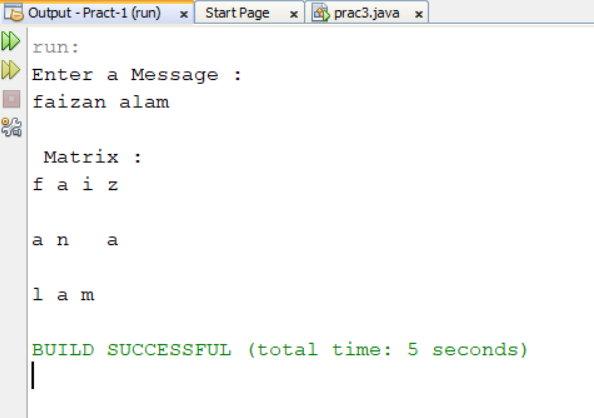 Output - Pract-1 (run) x Start Page x prac3.java x
run:
Enter a Message :
faizan alam
 Matrix :
f a i z
a n   a
l a m
BUILD SUCCESSFUL (total time: 5 seconds)